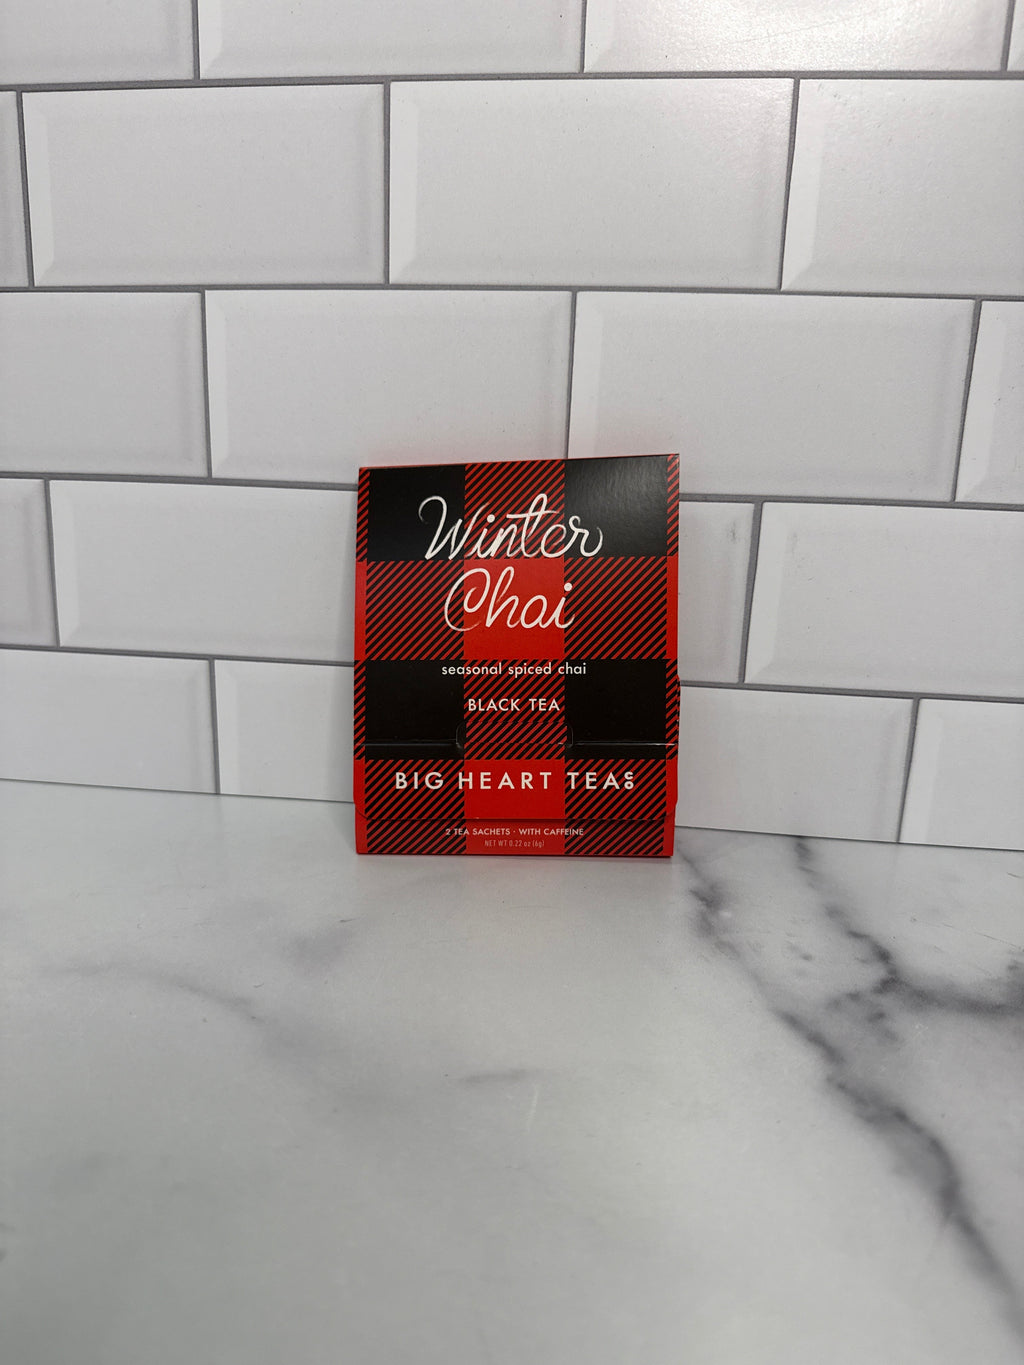 Winter
Chai
seasonal spiced chai
BLACK TEA
BIG HEART TEA CO
2 TEA SACHETS · WITH CAFFEINE
NET WT 0.22 oz (6g)